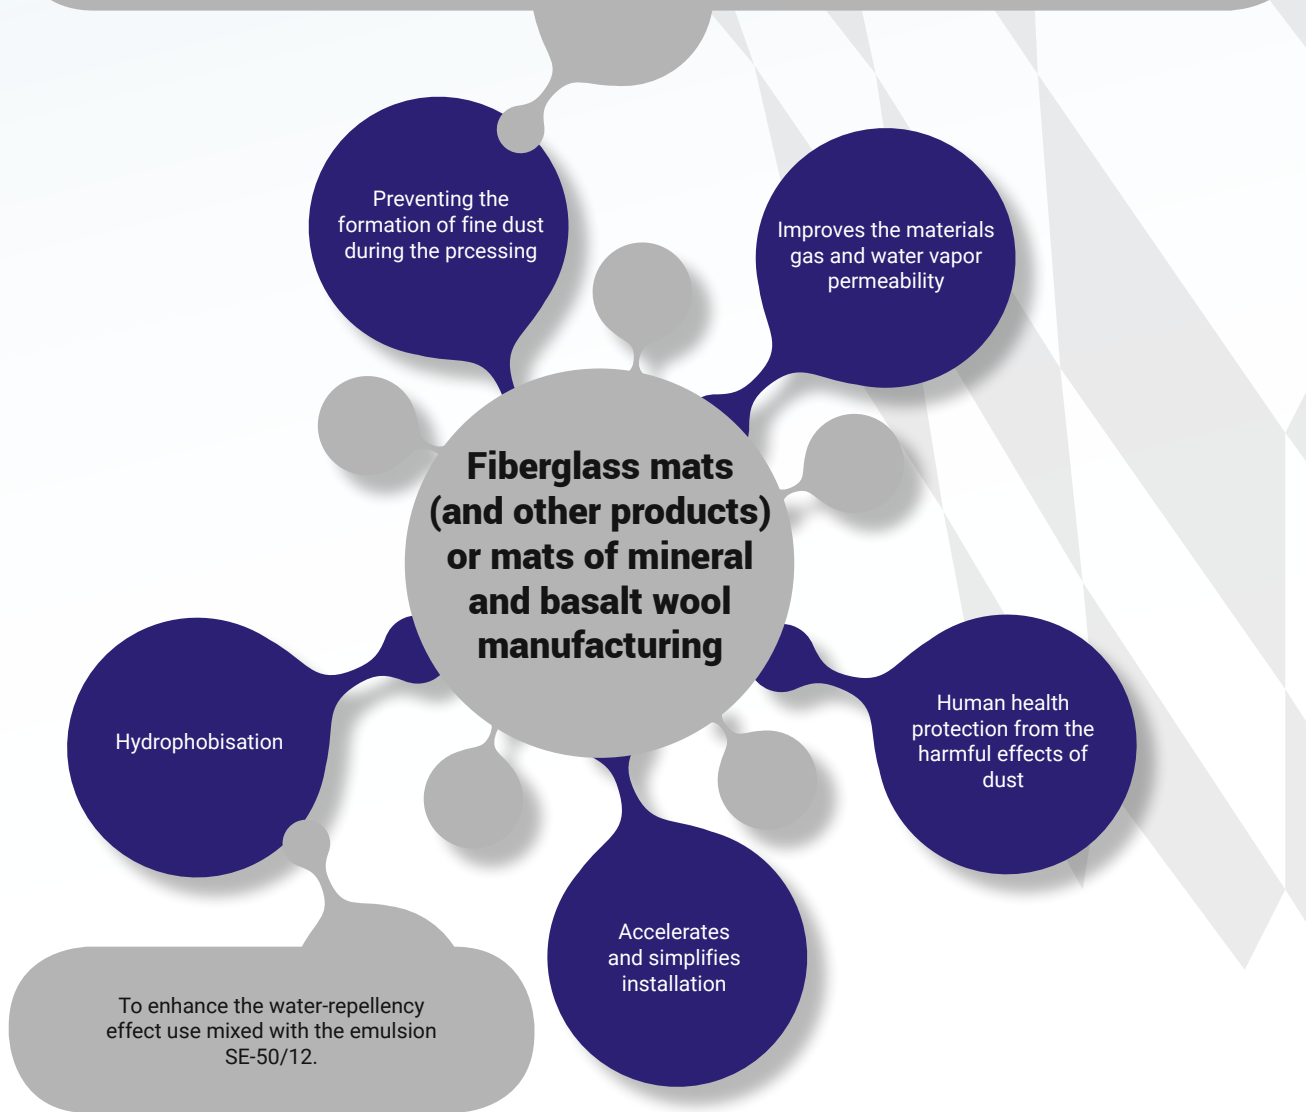 Preventing the
formation of fine dust
during the prcessing
Improves the materials
gas and water vapor
permeability
Fiberglass mats
(and other products)
or mats of mineral
and basalt wool
manufacturing
Hydrophobisation
Human health
protection from the
harmful effects of
dust
Accelerates
and simplifies
installation
To enhance the water-repellency
effect use mixed with the emulsion
SE-50/12.